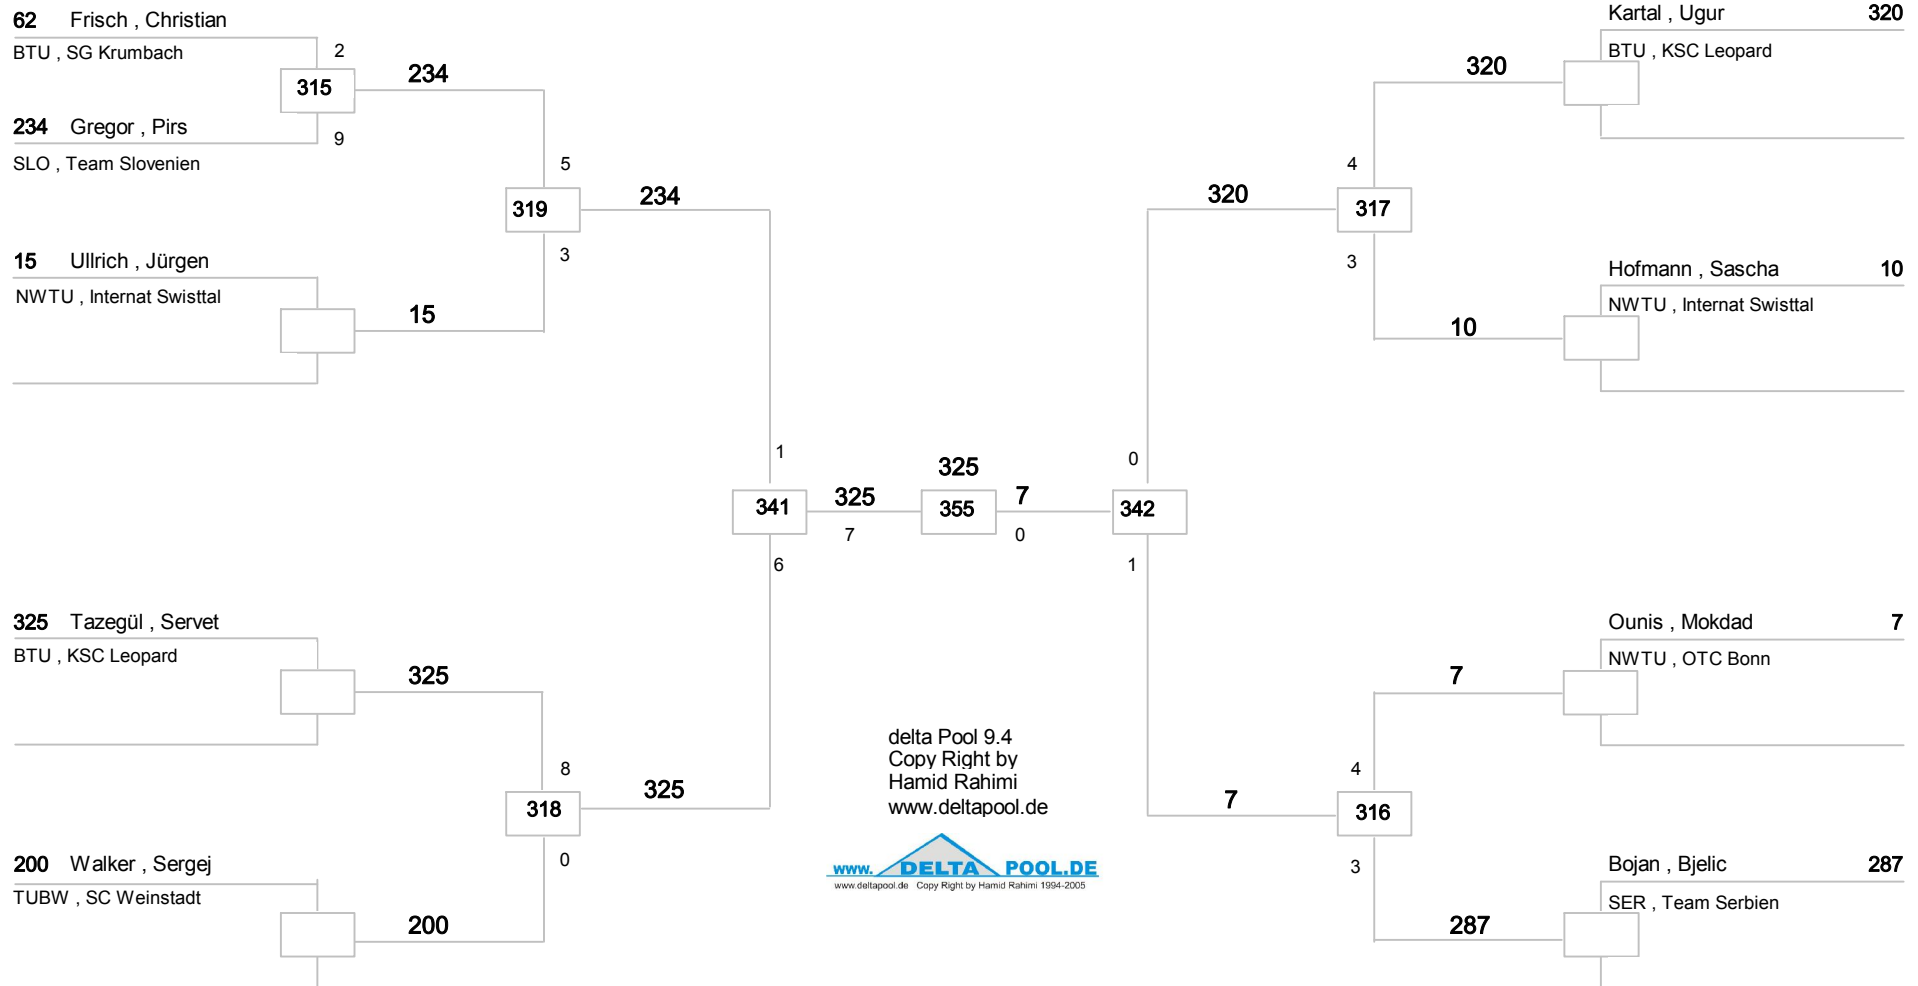 62 Frisch , Christian
BTU , SG Krumbach
2
315
234
234 Gregor , Pirs
9
SLO , Team Slovenien
5
319
234
3
15 Ullrich , Jürgen
NWTU , Internat Swisttal
15
1
341
325
7
6
325
355
7
0
325 Tazegül , Servet
BTU , KSC Leopard
325
8
318
325
0
200 Walker , Sergej
TUBW , SC Weinstadt
200
delta Pool 9.4
Copy Right by
Hamid Rahimi
www.deltapool.de
www. DELTA POOL.DE
www.deltapool.de Copy Right by Hamid Rahimi 1994-2005
Kartal , Ugur 320
BTU , KSC Leopard
320
4
320
317
3
Hofmann , Sascha 10
NWTU , Internat Swisttal
10
0
342
1
Ounis , Mokdad 7
NWTU , OTC Bonn
7
4
7
316
3
Bojan , Bjelic 287
SER , Team Serbien
287